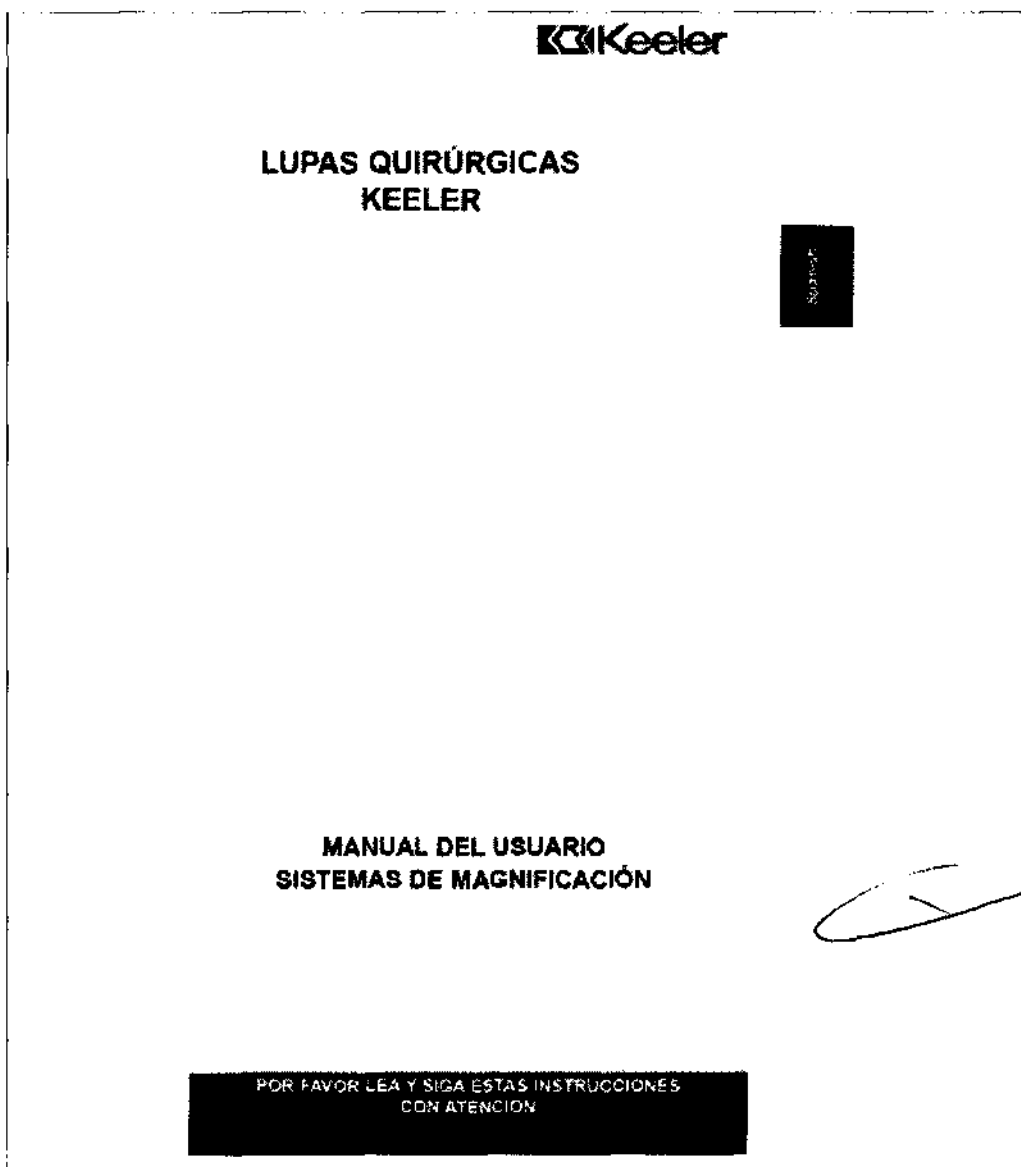 Keeler
LUPAS QUIRÚRGICAS
KEELER
MANUAL DEL USUARIO
SISTEMAS DE MAGNIFICACIÓN
POR FAVOR LEA Y SIGA ESTAS INSTRUCCIONES
CON ATENCION